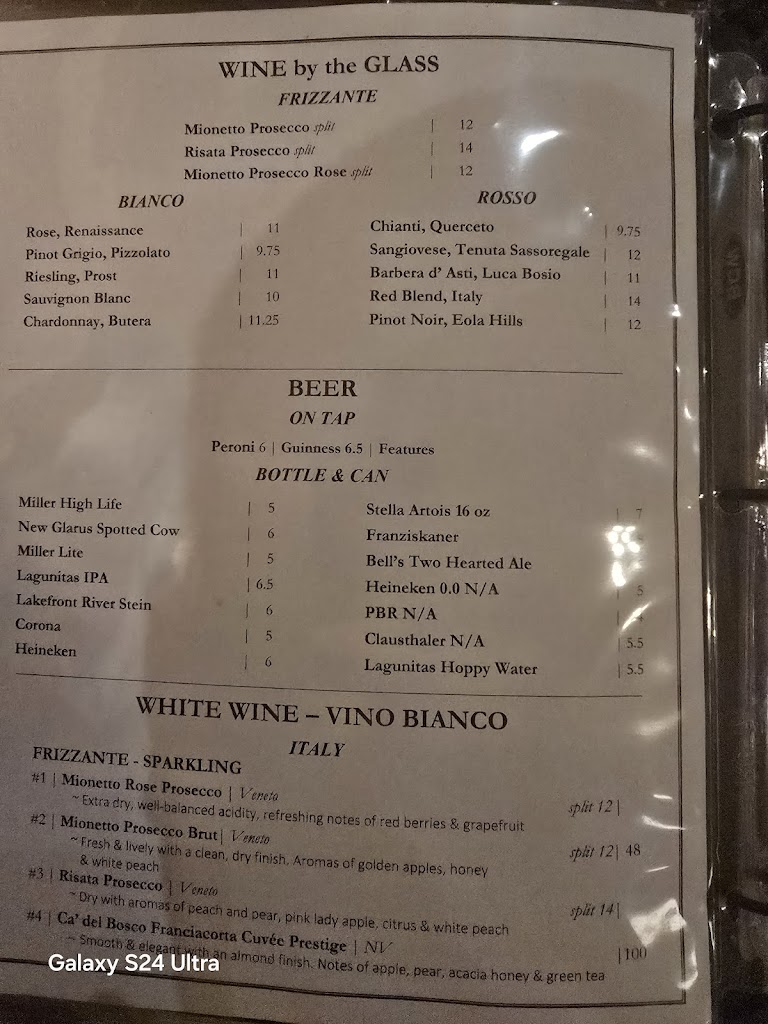 WINE by the GLASS
FRIZZANTE
Mionetto Prosecco split | 12
Risata Prosecco split | 14
Mionetto Prosecco Rose split | 12
BIANCO
Rose, Renaissance | 11
Pinot Grigio, Pizzolato | 9.75
Riesling, Prost | 11
Sauvignon Blanc | 10
Chardonnay, Butera | 11.25
ROSSO
Chianti, Querceto | 9.75
Sangiovese, Tenuta Sassoregale | 12
Barbera d' Asti, Luca Bosio | 11
Red Blend, Italy | 14
Pinot Noir, Eola Hills | 12
BEER
ON TAP
Peroni 6 | Guinness 6.5 | Features
BOTTLE & CAN
Miller High Life | 5
New Glarus Spotted Cow | 6
Miller Lite | 5
Lagunitas IPA | 6.5
Lakefront River Stein | 6
Corona | 5
Heineken | 6
Stella Artois 16 oz | 7
Franziskaner
Bell's Two Hearted Ale
Heineken 0.0 N/A | 5
PBR N/A | 4
Clausthaler N/A | 5.5
Lagunitas Hoppy Water | 5.5
WHITE WINE – VINO BIANCO
ITALY
FRIZZANTE - SPARKLING
#1 | Mionetto Rose Prosecco | Veneto
~ Extra dry, well-balanced acidity, refreshing notes of red berries & grapefruit split 12 |
#2 | Mionetto Prosecco Brut | Veneto
~ Fresh & lively with a clean, dry finish. Aromas of golden apples, honey split 12 | 48
& white peach
#3 | Risata Prosecco | Veneto
~ Dry with aromas of peach and pear, pink lady apple, citrus & white peach split 14 |
#4 | Ca' del Bosco Franciacorta Cuvée Prestige | NV
~ Smooth & elegant with an almond finish. Notes of apple, pear, acacia honey & green tea | 100
Galaxy S24 Ultra